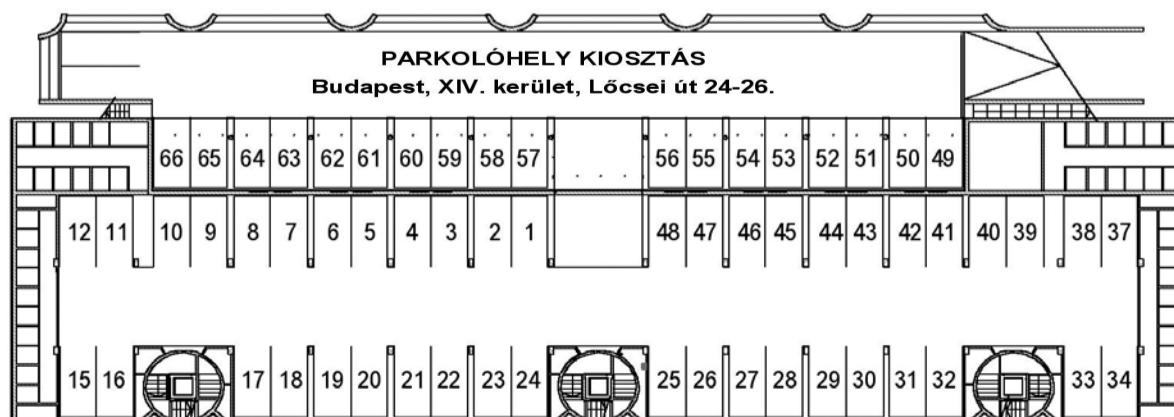 PARKOLÓHELY KIOSZTÁS
Budapest, XIV. kerület, Lőcsei út 24-26.
66 65 64 63 62 61 60 59 58 57 56 55 54 53 52 51 50 49
12 11 10 9 8 7 6 5 4 3 2 1 48 47 46 45 44 43 42 41 40 39 38 37
15 16 17 18 19 20 21 22 23 24 25 26 27 28 29 30 31 32 33 34